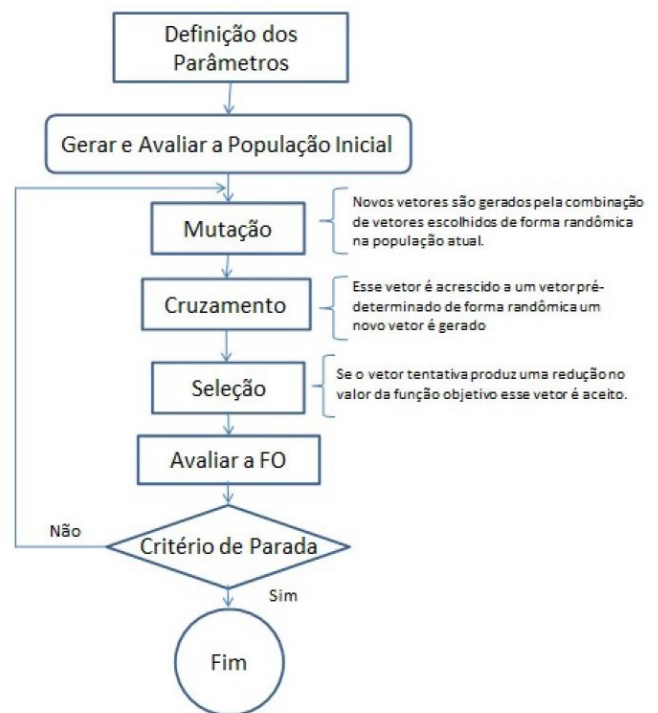 Definição dos
Parâmetros
Gerar e Avaliar a População Inicial
Mutação
Novos vetores são gerados pela combinação
de vetores escolhidos de forma randômica
na população atual.
Cruzamento
Esse vetor é acrescido a um vetor pré-
determinado de forma randômica um
novo vetor é gerado
Seleção
Se o vetor tentativa produz uma redução no
valor da função objetivo esse vetor é aceito.
Avaliar a FO
Não
Critério de Parada
Sim
Fim